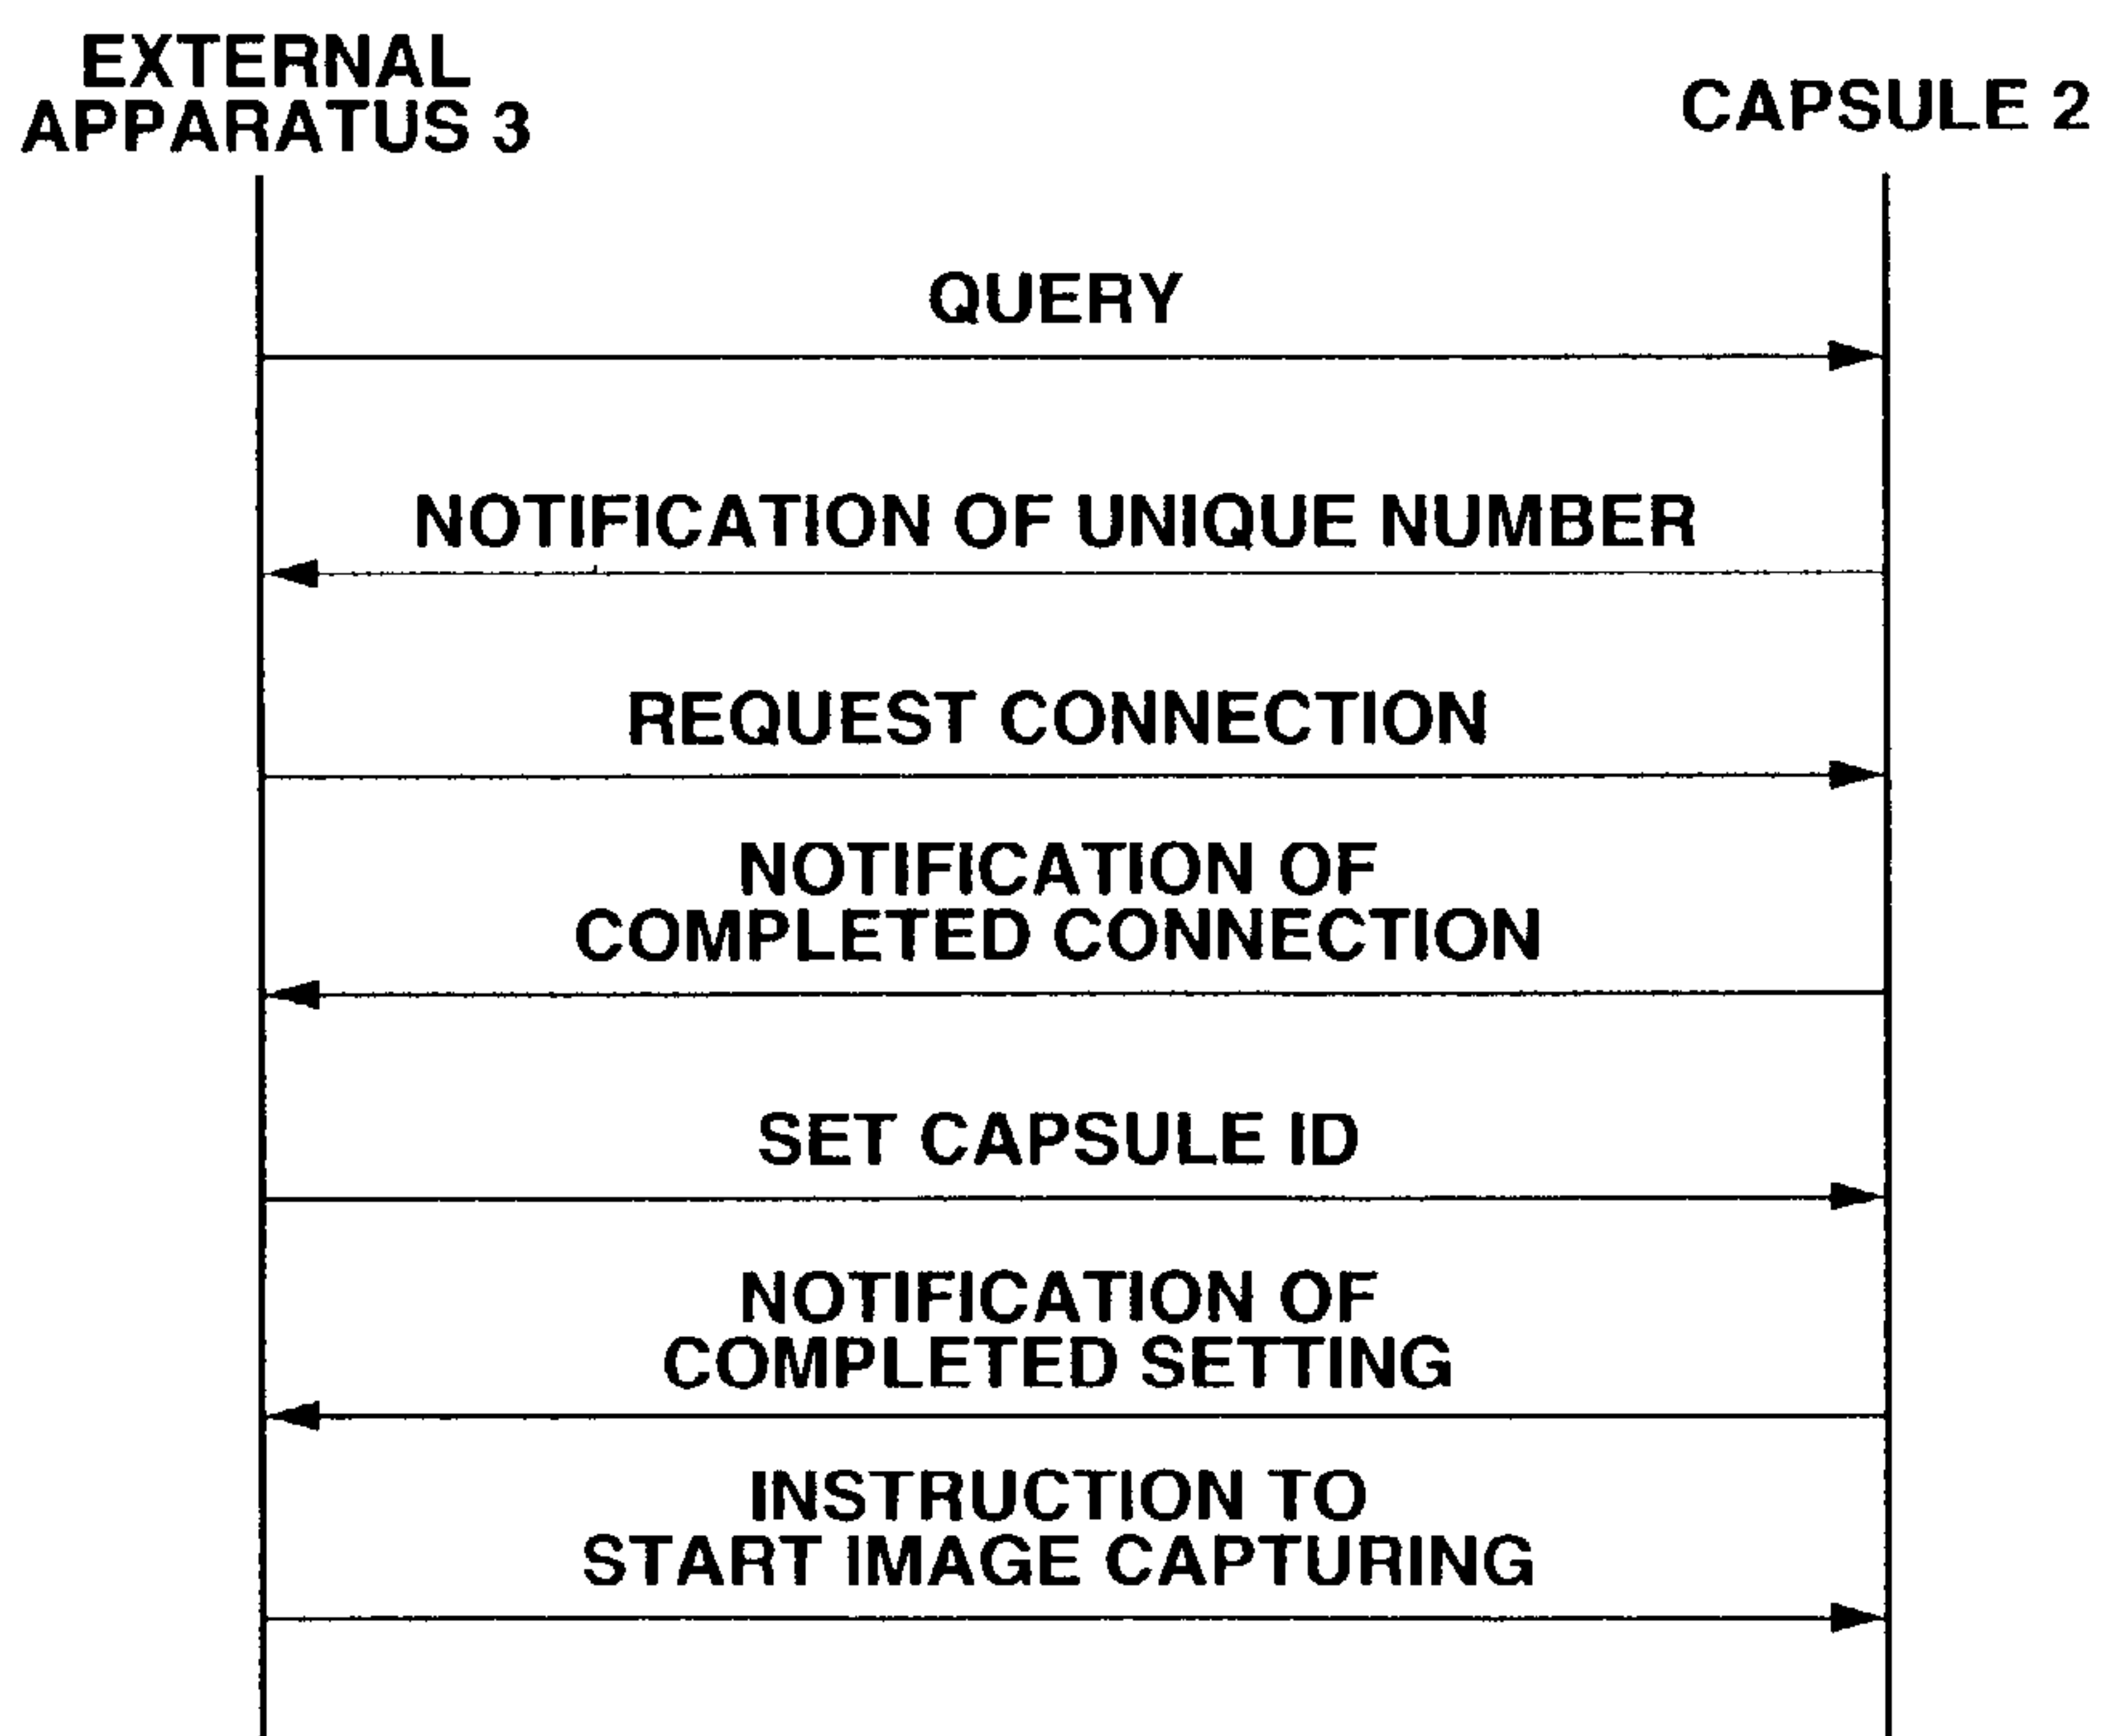 EXTERNAL
APPARATUS 3
CAPSULE 2
QUERY
NOTIFICATION OF UNIQUE NUMBER
REQUEST CONNECTION
NOTIFICATION OF
COMPLETED CONNECTION
SET CAPSULE ID
NOTIFICATION OF
COMPLETED SETTING
INSTRUCTION TO
START IMAGE CAPTURING